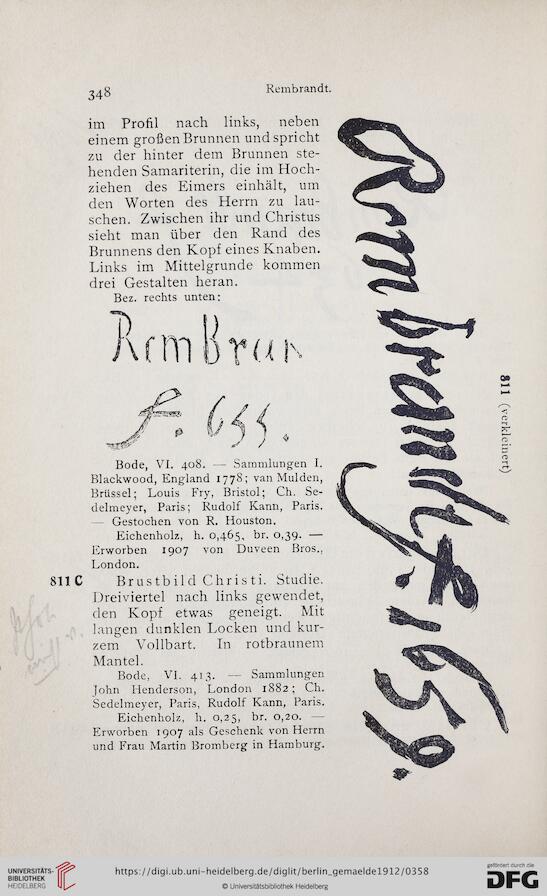 348
Rembrandt.
im Profil nach links, neben
einem großen Brunnen und spricht
zu der hinter dem Brunnen ste-
henden Samariterin, die im Hoch-
ziehen des Eimers einhält, um
den Worten des Herrn zu lau-
schen. Zwischen ihr und Christus
sieht man über den Rand des
Brunnens den Kopf eines Knaben.
Links im Mittelgrunde kommen
drei Gestalten heran.
Bez. rechts unten:
RemBran
f. 655.
Bode, VI. 408. — Sammlungen I.
Blackwood, England 1778; van Mulden,
Brüssel; Louis Fry, Bristol; Ch. Se-
delmeyer, Paris; Rudolf Kann, Paris.
— Gestochen von R. Houston.
Eichenholz, h. 0,465, br. 0,39. —
Erworben 1907 von Duveen Bros.,
London.
811 C Brustbild Christi. Studie.
Dreiviertel nach links gewendet,
den Kopf etwas geneigt. Mit
langen dunklen Locken und kur-
zem Vollbart. In rotbraunem
Mantel.
Bode, VI. 413. — Sammlungen
John Henderson, London 1882; Ch.
Sedelmeyer, Paris, Rudolf Kann, Paris.
Eichenholz, h. 0,25, br. 0,20. —
Erworben 1907 als Geschenk von Herrn
und Frau Martin Bromberg in Hamburg.
Rembrandt f. 1659.
811 (verkleinert)
UNIVERSITÄTS-
BIBLIOTHEK
HEIDELBERG
https://digi.ub.uni-heidelberg.de/diglit/berlin_gemaelde1912/0358
© Universitätsbibliothek Heidelberg
gefördert durch die
DFG